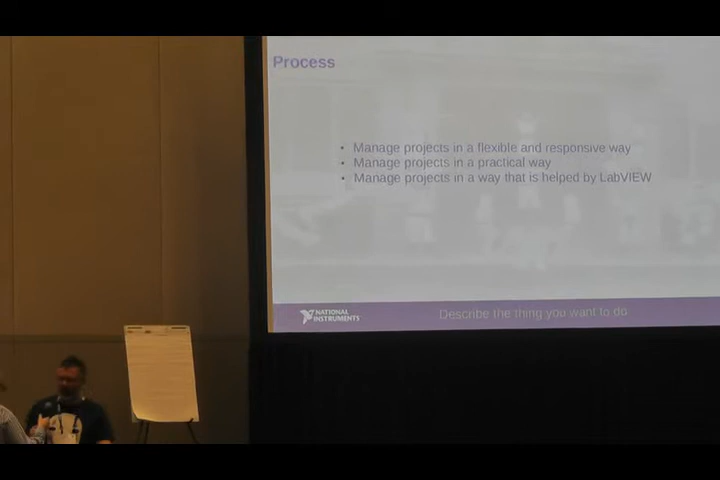 Process
• Manage projects in a flexible and responsive way
• Manage projects in a practical way
• Manage projects in a way that is helped by LabVIEW
NATIONAL
INSTRUMENTS
Describe the thing you want to do